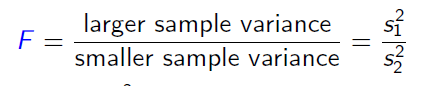 F = larger sample variance / smaller sample variance = s₁² / s₂²